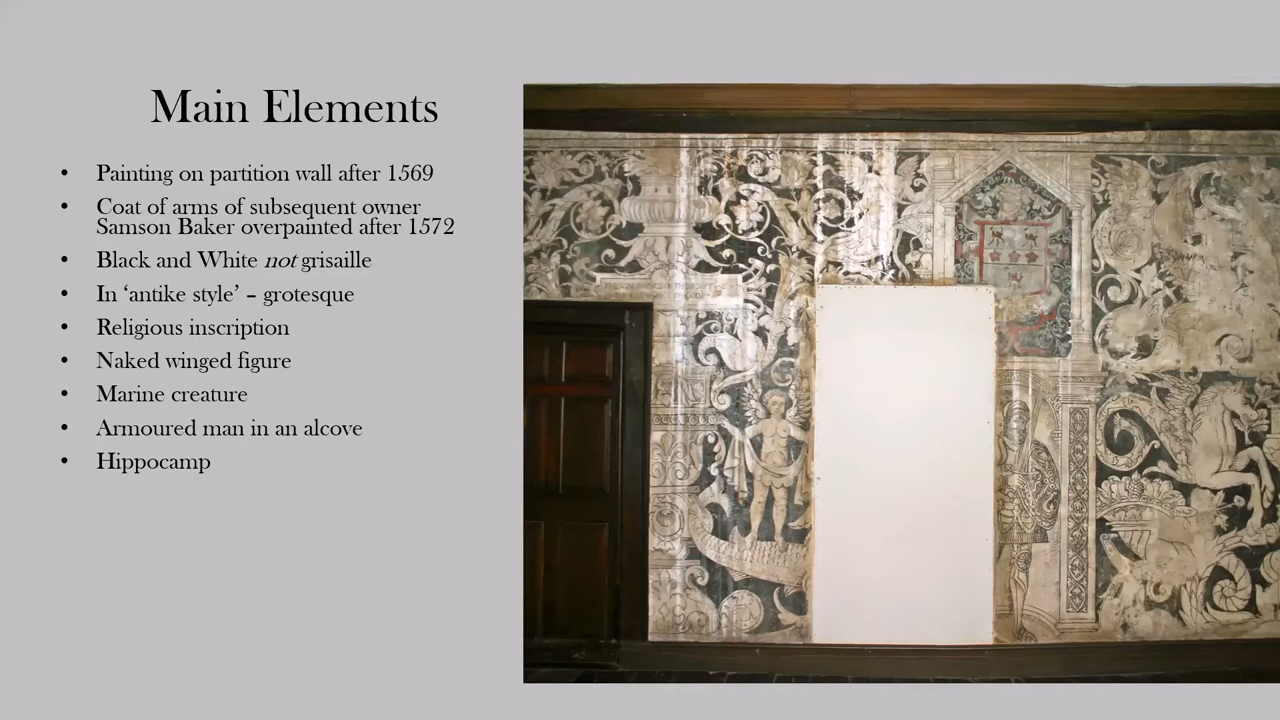 Main Elements
• Painting on partition wall after 1569
• Coat of arms of subsequent owner
Samson Baker overpainted after 1572
• Black and White not grisaille
• In ‘antike style’ – grotesque
• Religious inscription
• Naked winged figure
• Marine creature
• Armoured man in an alcove
• Hippocamp